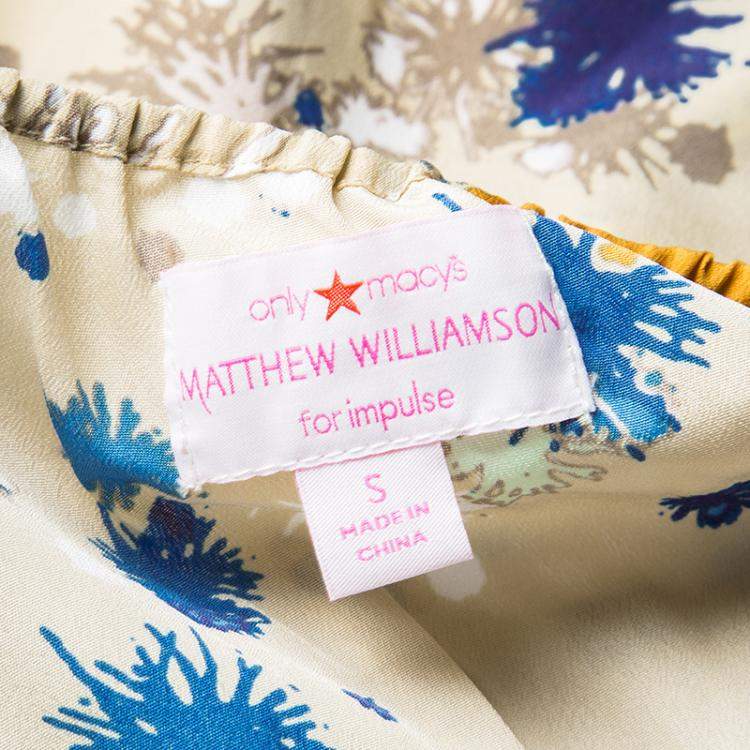 only macy's
MATTHEW WILLIAMSON
for impulse
S
MADE IN
CHINA